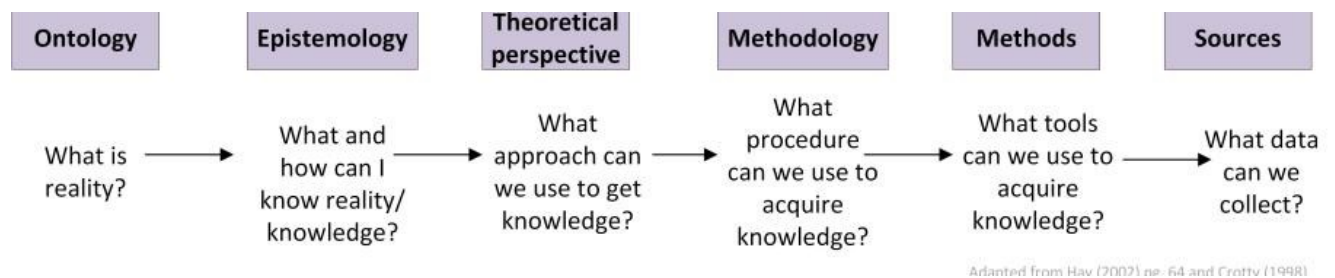 Ontology
Epistemology
Theoretical
perspective
Methodology
Methods
Sources
What is
reality?
What and
how can I
know reality/
knowledge?
What
approach can
we use to get
knowledge?
What
procedure
can we use to
acquire
knowledge?
What tools
can we use to
acquire
knowledge?
What data
can we
collect?
Adapted from Hay (2002) pg. 64 and Crotty (1998)